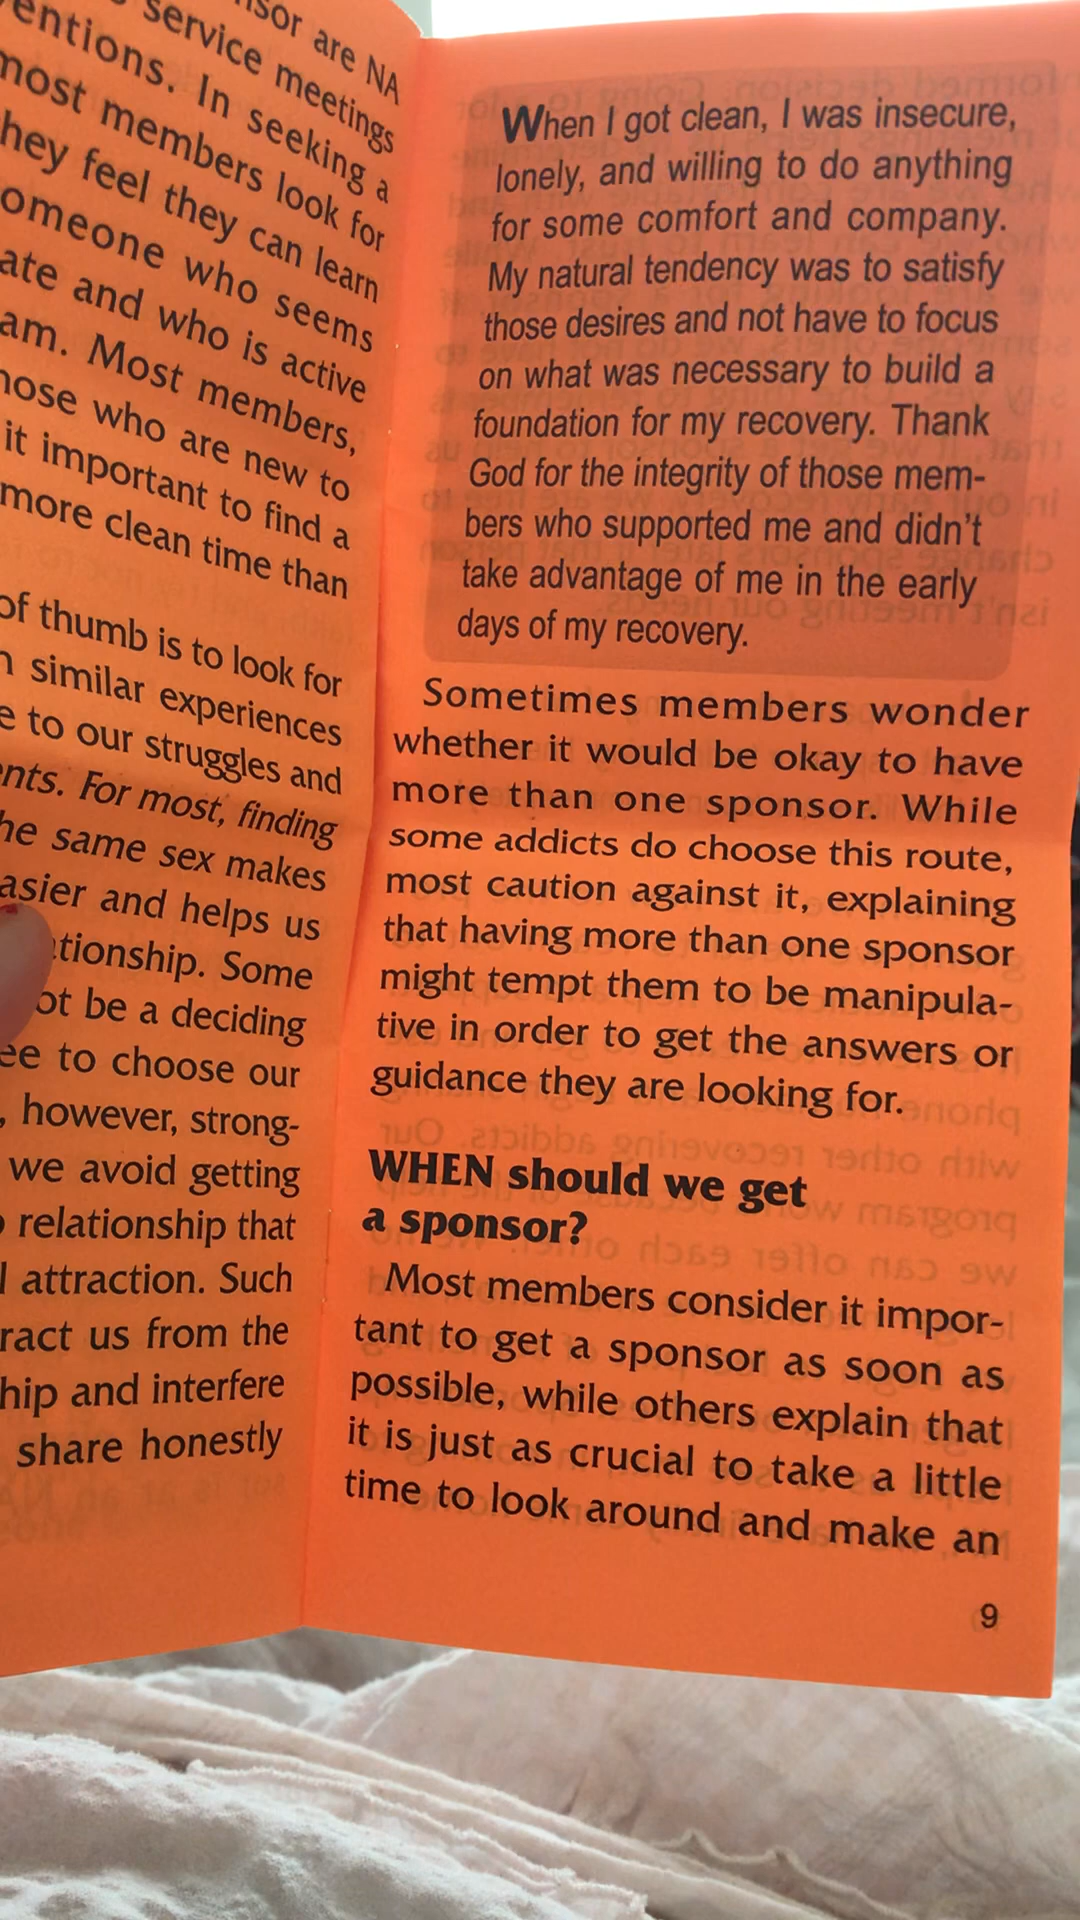 sor are NA
service meetings
entions. In seeking a
most members look for
they feel they can learn
omeone who seems
ate and who is active
am. Most members,
hose who are new to
it important to find a
more clean time than
of thumb is to look for
n similar experiences
e to our struggles and
ents. For most, finding
he same sex makes
asier and helps us
tionship. Some
ot be a deciding
ee to choose our
, however, strong-
we avoid getting
relationship that
l attraction. Such
ract us from the
hip and interfere
share honestly
When I got clean, I was insecure,
lonely, and willing to do anything
for some comfort and company.
My natural tendency was to satisfy
those desires and not have to focus
on what was necessary to build a
foundation for my recovery. Thank
God for the integrity of those mem-
bers who supported me and didn't
take advantage of me in the early
days of my recovery.
Sometimes members wonder
whether it would be okay to have
more than one sponsor. While
some addicts do choose this route,
most caution against it, explaining
that having more than one sponsor
might tempt them to be manipula-
tive in order to get the answers or
guidance they are looking for.
WHEN should we get
a sponsor?
Most members consider it impor-
tant to get a sponsor as soon as
possible, while others explain that
it is just as crucial to take a little
time to look around and make an
9